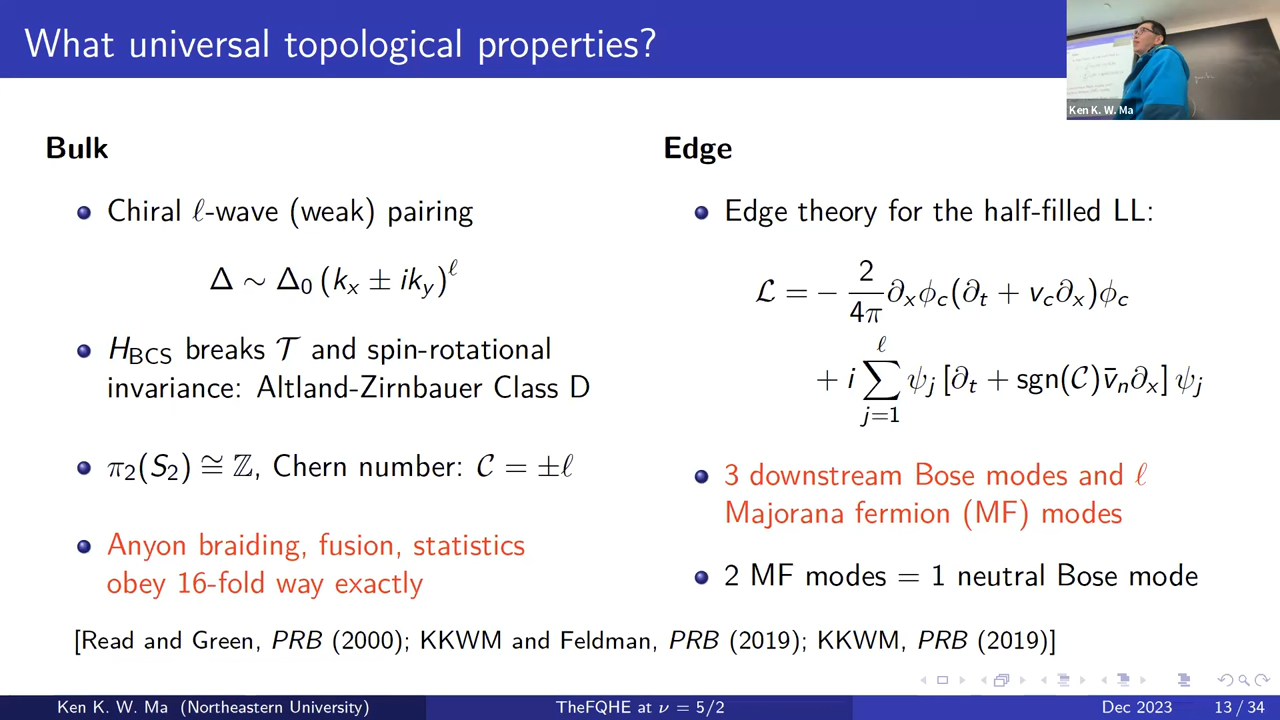 What universal topological properties?
Ken K. W. Ma
Bulk
Chiral ℓ-wave (weak) pairing
Δ ∼ Δ₀ (kₓ ± ik_y)^ℓ
H_BCS breaks 𝒯 and spin-rotational
invariance: Altland-Zirnbauer Class D
π₂(S₂) ≅ ℤ, Chern number: 𝒞 = ±ℓ
Anyon braiding, fusion, statistics
obey 16-fold way exactly
Edge
Edge theory for the half-filled LL:
ℒ = − 2/4π ∂ₓϕ_c(∂ₜ + v_c∂ₓ)ϕ_c
+ i ∑_{j=1}^{ℓ} ψ_j [∂ₜ + sgn(𝒞)v̄ₙ∂ₓ] ψ_j
3 downstream Bose modes and ℓ
Majorana fermion (MF) modes
2 MF modes = 1 neutral Bose mode
[Read and Green, PRB (2000); KKWM and Feldman, PRB (2019); KKWM, PRB (2019)]
Ken K. W. Ma (Northeastern University) TheFQHE at ν = 5/2 Dec 2023 13 / 34